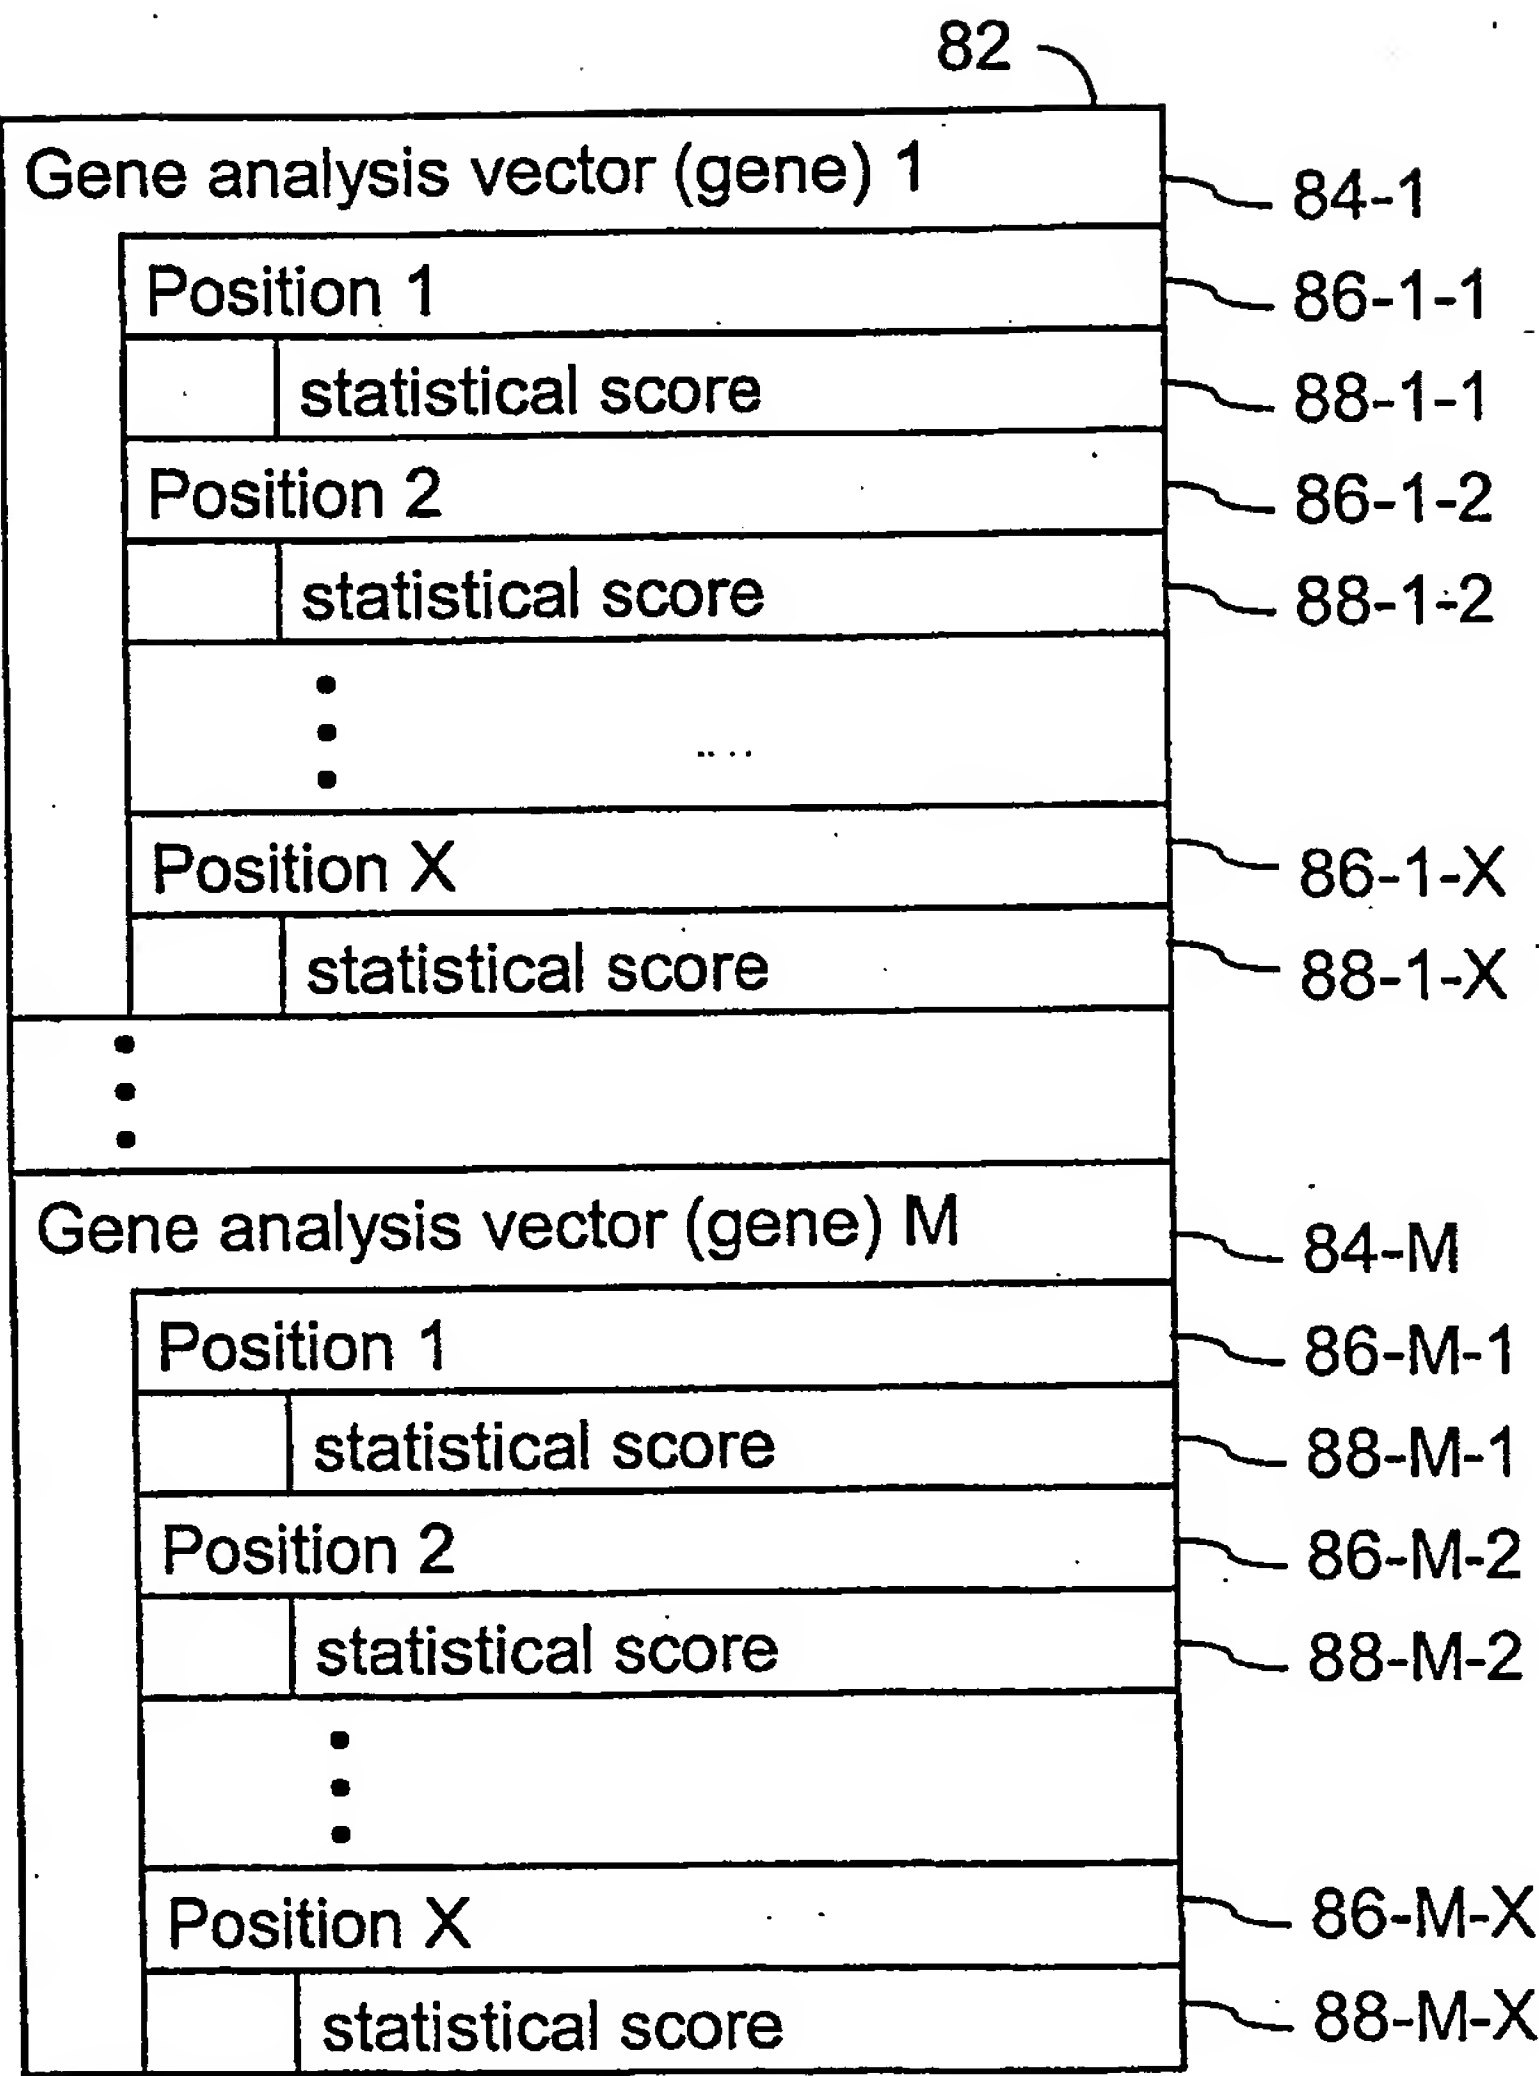 82
Gene analysis vector (gene) 1 84-1
Position 1 86-1-1
statistical score 88-1-1
Position 2 86-1-2
statistical score 88-1-2
Position X 86-1-X
statistical score 88-1-X
Gene analysis vector (gene) M 84-M
Position 1 86-M-1
statistical score 88-M-1
Position 2 86-M-2
statistical score 88-M-2
Position X 86-M-X
statistical score 88-M-X